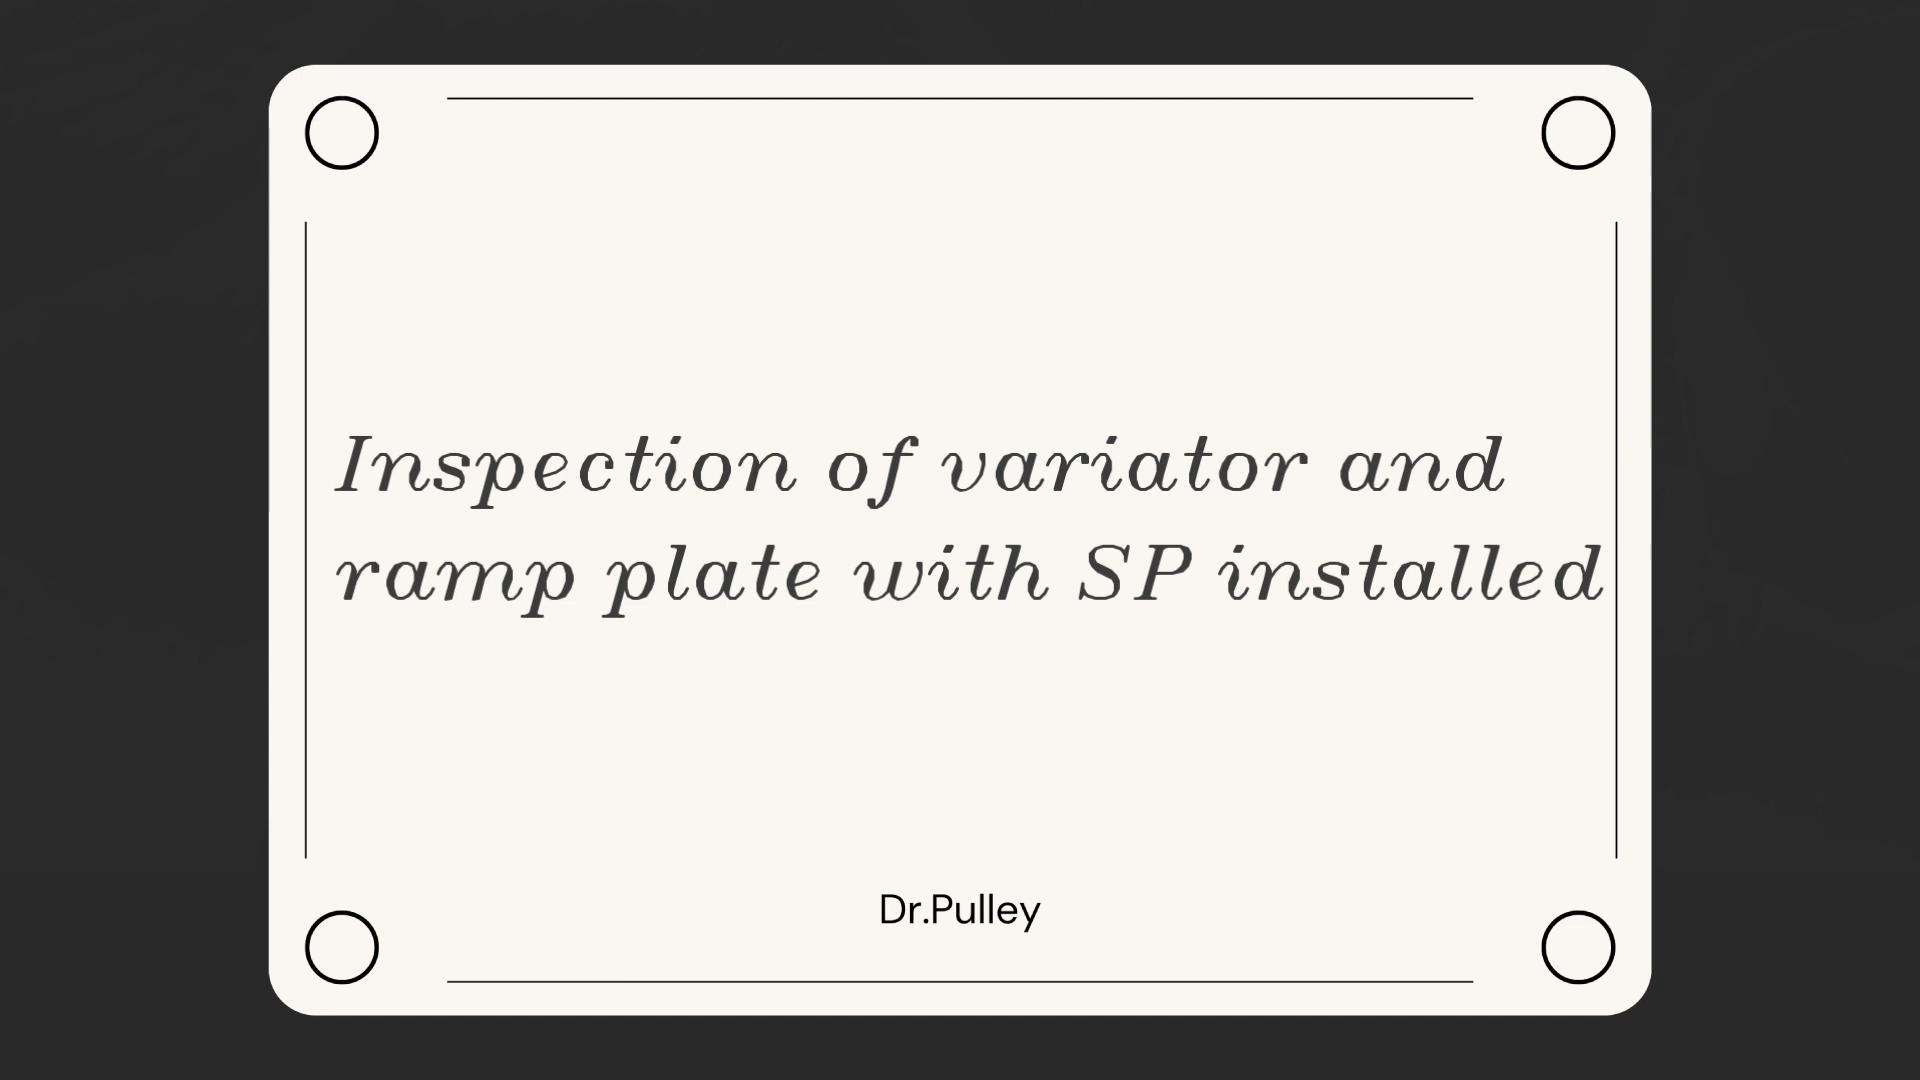 Inspection of variator and
ramp plate with SP installed
Dr.Pulley